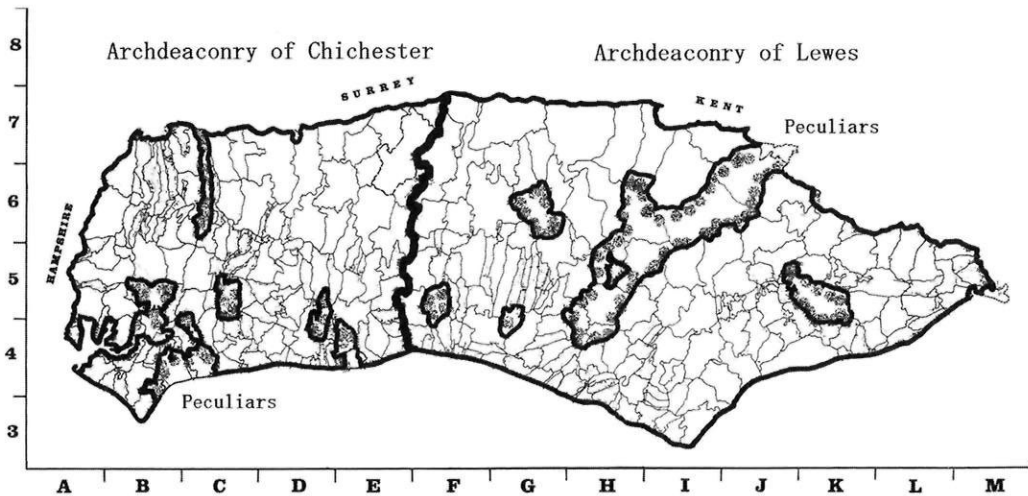 Archdeaconry of Chichester
Archdeaconry of Lewes
SURREY
KENT
Peculiars
HAMPSHIRE
Peculiars
8
7
6
5
4
3
A B C D E F G H I J K L M